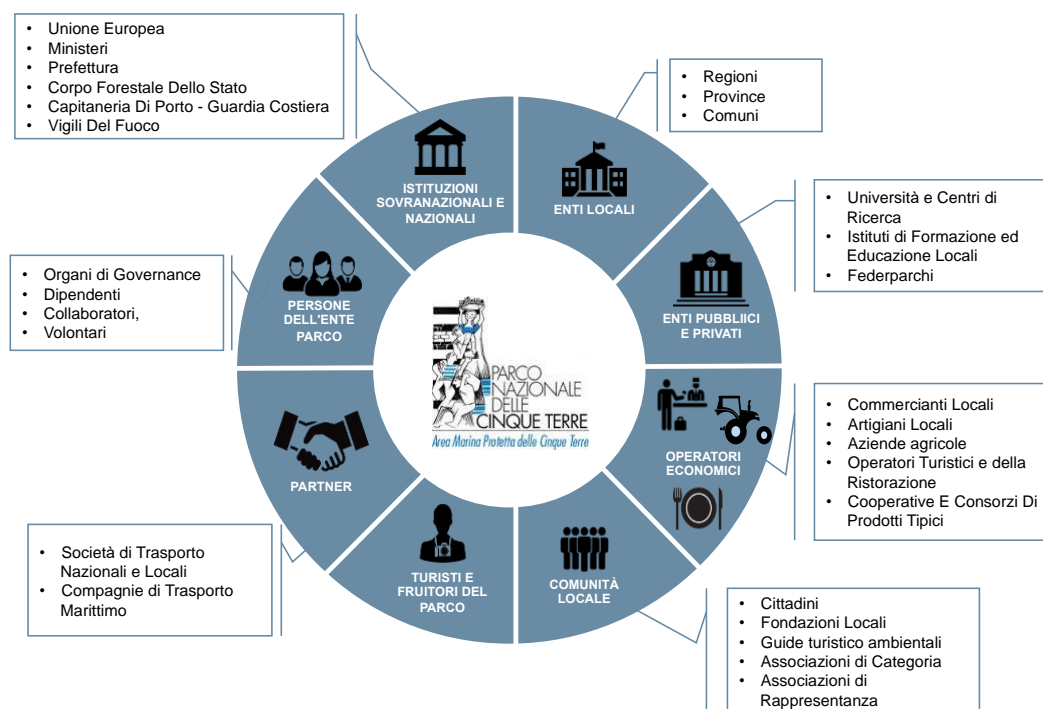 • Unione Europea
• Ministeri
• Prefettura
• Corpo Forestale Dello Stato
• Capitaneria Di Porto - Guardia Costiera
• Vigili Del Fuoco
• Regioni
• Province
• Comuni
ISTITUZIONI
SOVRANAZIONALI E
NAZIONALI
ENTI LOCALI
• Università e Centri di
Ricerca
• Istituti di Formazione ed
Educazione Locali
• Federparchi
• Organi di Governance
• Dipendenti
• Collaboratori,
• Volontari
PERSONE
DELL'ENTE
PARCO
ENTI PUBBLIICI
E PRIVATI
PARCO
NAZIONALE
DELLE
CINQUE TERRE
Area Marina Protetta delle Cinque Terre
• Commercianti Locali
• Artigiani Locali
• Aziende agricole
• Operatori Turistici e della
Ristorazione
• Cooperative E Consorzi Di
Prodotti Tipici
OPERATORI
ECONOMICI
PARTNER
• Società di Trasporto
Nazionali e Locali
• Compagnie di Trasporto
Marittimo
TURISTI E
FRUITORI DEL
PARCO
COMUNITÀ
LOCALE
• Cittadini
• Fondazioni Locali
• Guide turistico ambientali
• Associazioni di Categoria
• Associazioni di
Rappresentanza